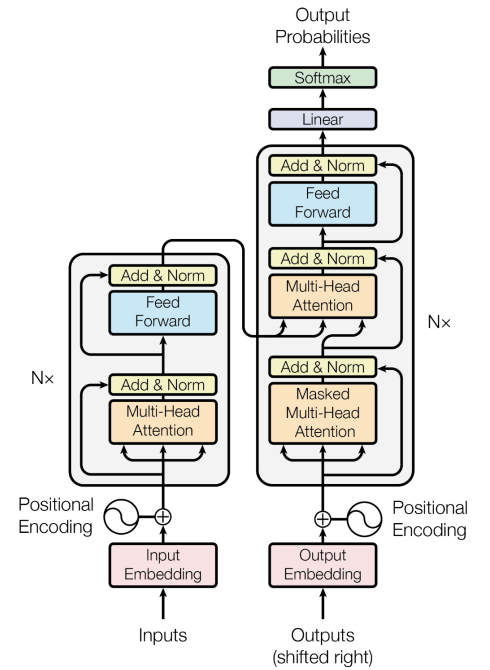 Output
Probabilities
Softmax
Linear
Add & Norm
Feed
Forward
Add & Norm
Multi-Head
Attention
Add & Norm
Masked
Multi-Head
Attention
N×
Add & Norm
Feed
Forward
Add & Norm
Multi-Head
Attention
N×
Positional
Encoding
Positional
Encoding
Input
Embedding
Output
Embedding
Inputs
Outputs
(shifted right)